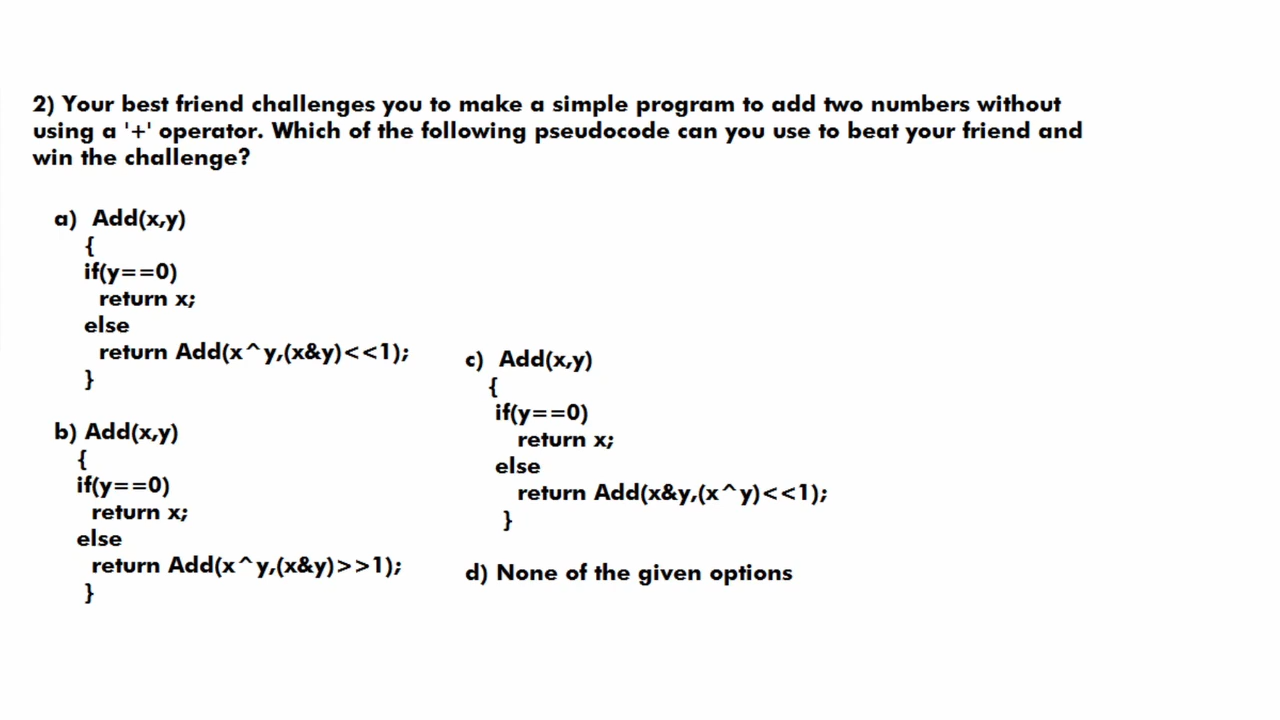 2) Your best friend challenges you to make a simple program to add two numbers without
using a '+' operator. Which of the following pseudocode can you use to beat your friend and
win the challenge?
a) Add(x,y)
{
if(y==0)
return x;
else
return Add(x^y,(x&y)<<1);
}
b) Add(x,y)
{
if(y==0)
return x;
else
return Add(x^y,(x&y)>>1);
}
c) Add(x,y)
{
if(y==0)
return x;
else
return Add(x&y,(x^y)<<1);
}
d) None of the given options